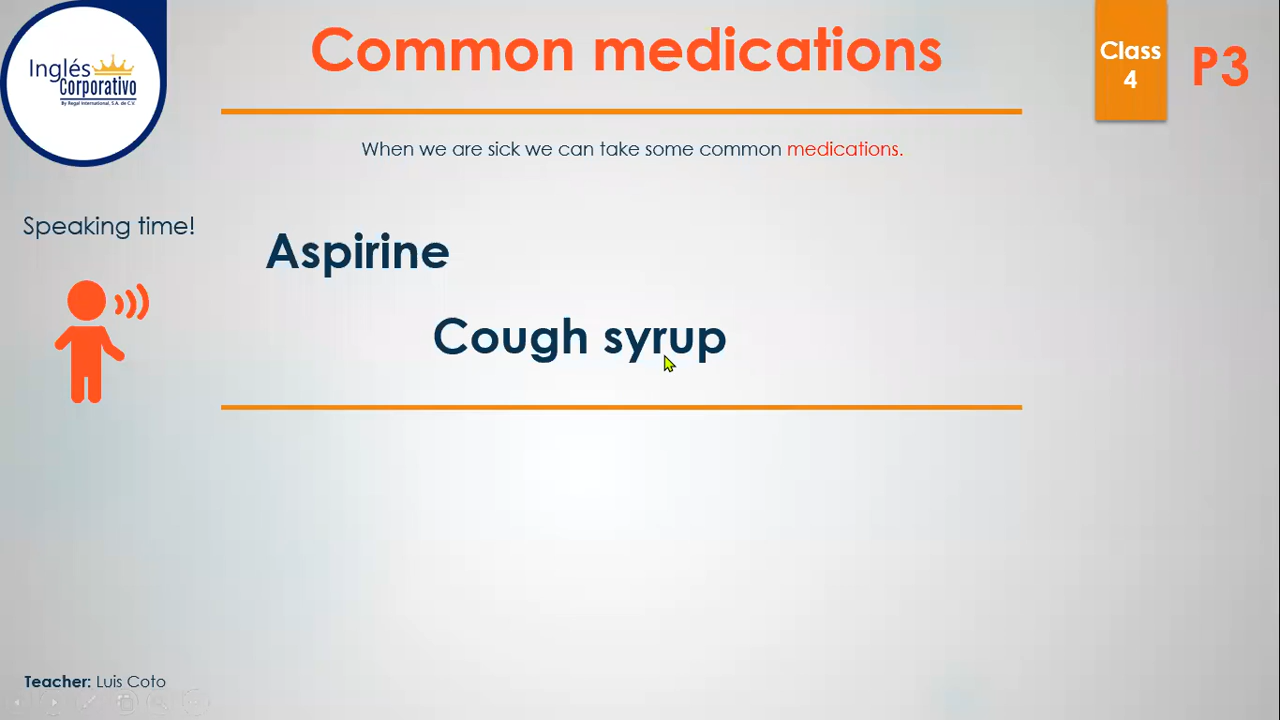 Inglés
Corporativo
By Regal International, S.A. de C.V.
Common medications
Class
4
P3
When we are sick we can take some common medications.
Speaking time!
Aspirine
Cough syrup
Teacher: Luis Coto